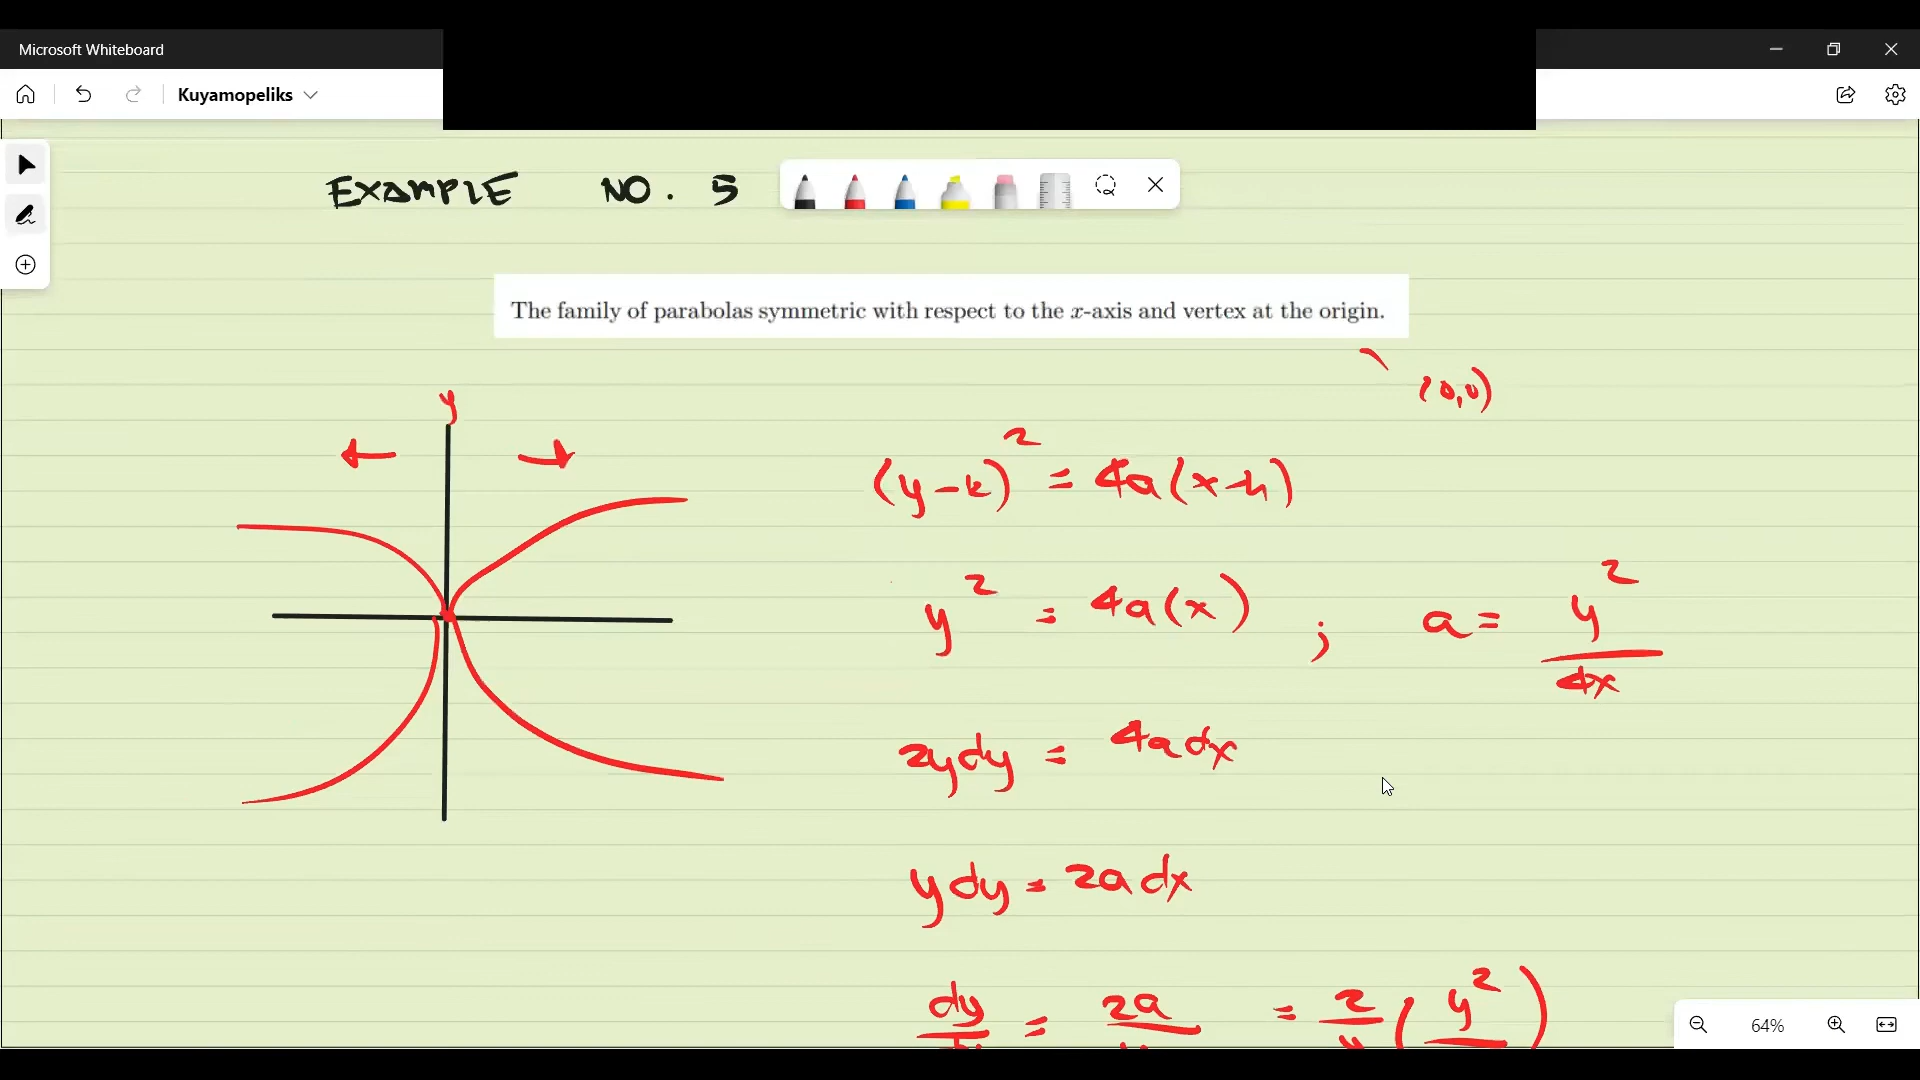 Microsoft Whiteboard
Kuyamopeliks
EXAMPLE NO. 5
The family of parabolas symmetric with respect to the x-axis and vertex at the origin.
(0,0)
y
(y-k)² = 4a(x-h)
y² = 4a(x) ; a = y²/4x
2ydy = 4adx
ydy = 2adx
dy = 2a = 2 ( y² )
64%